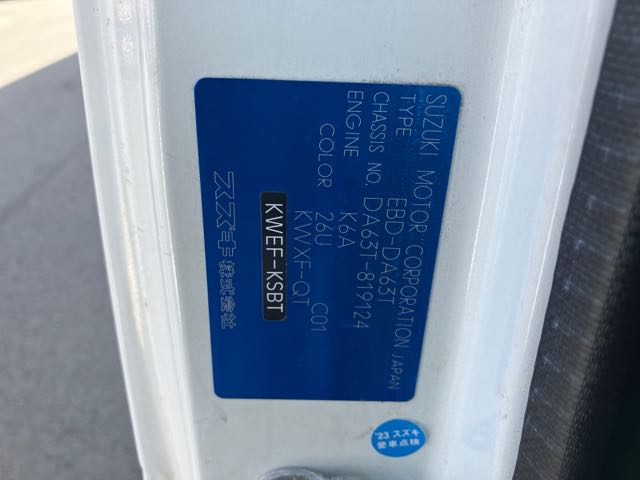 SUZUKI MOTOR CORPORATION JAPAN
TYPE EBD-DA63T
CHASSIS NO. DA63T-819124
ENGINE K6A
COLOR 26U C01
KWXF-QT
KWEF-KSBT
スズキ株式会社
'23 スズキ
愛車点検